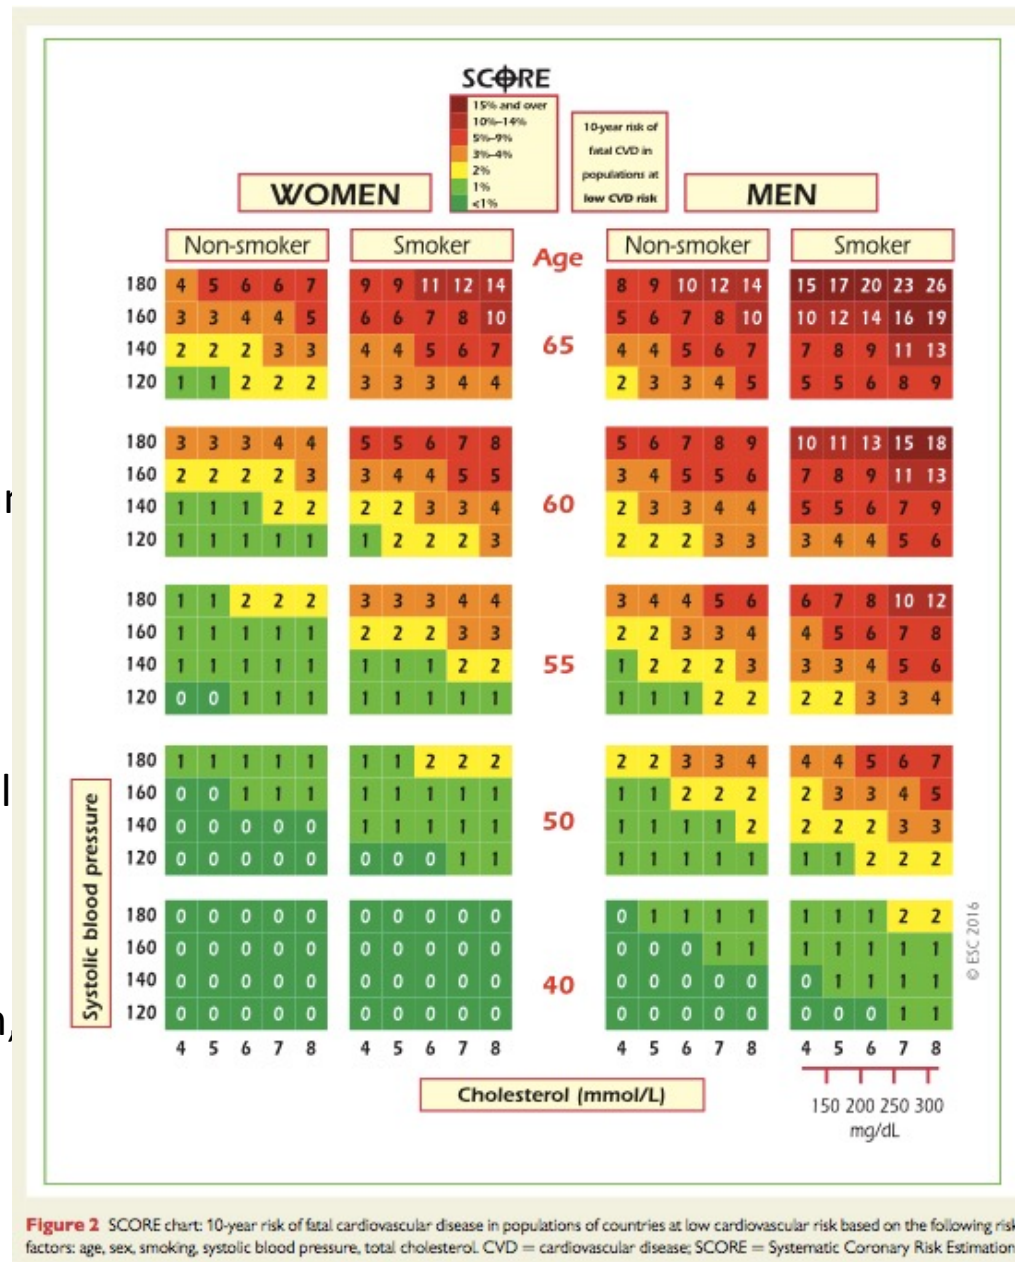 SCORE
15% and over
10%–14%
5%–9%
3%–4%
2%
1%
<1%
10-year risk of
fatal CVD in
populations at
low CVD risk
WOMEN
MEN
Non-smoker Smoker Age Non-smoker Smoker
180 4 5 6 6 7 9 9 11 12 14 8 9 10 12 14 15 17 20 23 26
160 3 3 4 4 5 6 6 7 8 10 5 6 7 8 10 10 12 14 16 19
65
140 2 2 2 3 3 4 4 5 6 7 4 4 5 6 7 7 8 9 11 13
120 1 1 2 2 2 3 3 3 4 4 2 3 3 4 5 5 5 6 8 9
180 3 3 3 4 4 5 5 6 7 8 5 6 7 8 9 10 11 13 15 18
160 2 2 2 2 3 3 4 4 5 5 3 4 5 5 6 7 8 9 11 13
60
140 1 1 1 2 2 2 2 3 3 4 2 3 3 4 4 5 5 6 7 9
120 1 1 1 1 1 1 2 2 2 3 2 2 2 3 3 3 4 4 5 6
180 1 1 2 2 2 3 3 3 4 4 3 4 4 5 6 6 7 8 10 12
160 1 1 1 1 1 2 2 2 3 3 2 2 3 3 4 4 5 6 7 8
55
140 1 1 1 1 1 1 1 1 2 2 1 2 2 2 3 3 3 4 5 6
120 0 0 1 1 1 1 1 1 1 1 1 1 1 2 2 2 2 3 3 4
180 1 1 1 1 1 1 1 2 2 2 2 2 3 3 4 4 4 5 6 7
160 0 0 1 1 1 1 1 1 1 1 1 1 2 2 2 2 3 3 4 5
50
140 0 0 0 0 0 1 1 1 1 1 1 1 1 1 2 2 2 2 3 3
120 0 0 0 0 0 0 0 0 1 1 1 1 1 1 1 1 1 2 2 2
180 0 0 0 0 0 0 0 0 0 0 0 1 1 1 1 1 1 1 2 2
160 0 0 0 0 0 0 0 0 0 0 0 0 0 1 1 1 1 1 1 1
40
140 0 0 0 0 0 0 0 0 0 0 0 0 0 0 0 0 1 1 1 1
120 0 0 0 0 0 0 0 0 0 0 0 0 0 0 0 0 0 0 1 1
4 5 6 7 8 4 5 6 7 8 4 5 6 7 8 4 5 6 7 8
Systolic blood pressure
© ESC 2016
Cholesterol (mmol/L)
150 200 250 300
mg/dL
Figure 2 SCORE chart: 10-year risk of fatal cardiovascular disease in populations of countries at low cardiovascular risk based on the following risk
factors: age, sex, smoking, systolic blood pressure, total cholesterol. CVD = cardiovascular disease; SCORE = Systematic Coronary Risk Estimation